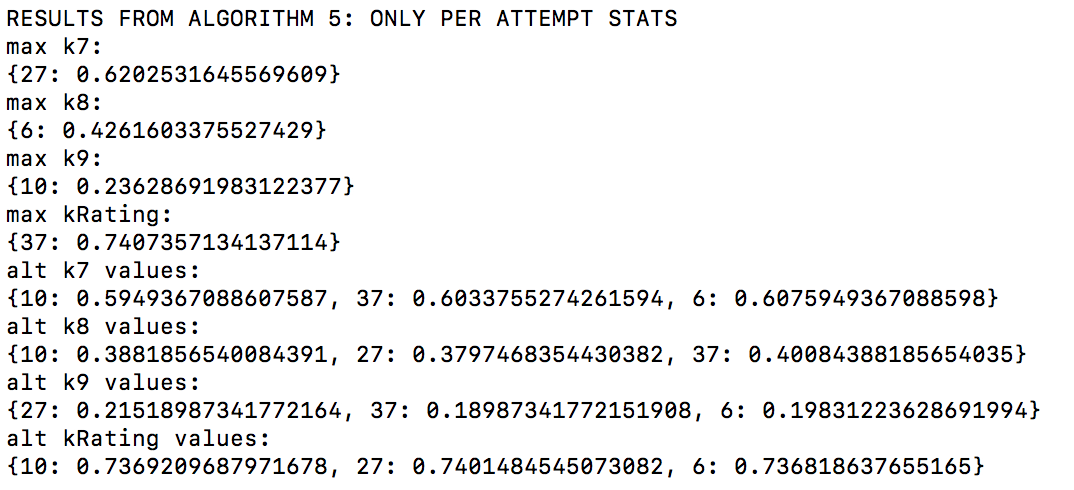 RESULTS FROM ALGORITHM 5: ONLY PER ATTEMPT STATS
max k7:
{27: 0.6202531645569609}
max k8:
{6: 0.4261603375527429}
max k9:
{10: 0.23628691983122377}
max kRating:
{37: 0.7407357134137114}
alt k7 values:
{10: 0.5949367088607587, 37: 0.6033755274261594, 6: 0.6075949367088598}
alt k8 values:
{10: 0.3881856540084391, 27: 0.3797468354430382, 37: 0.40084388185654035}
alt k9 values:
{27: 0.21518987341772164, 37: 0.18987341772151908, 6: 0.19831223628691994}
alt kRating values:
{10: 0.7369209687971678, 27: 0.7401484545073082, 6: 0.736818637655165}